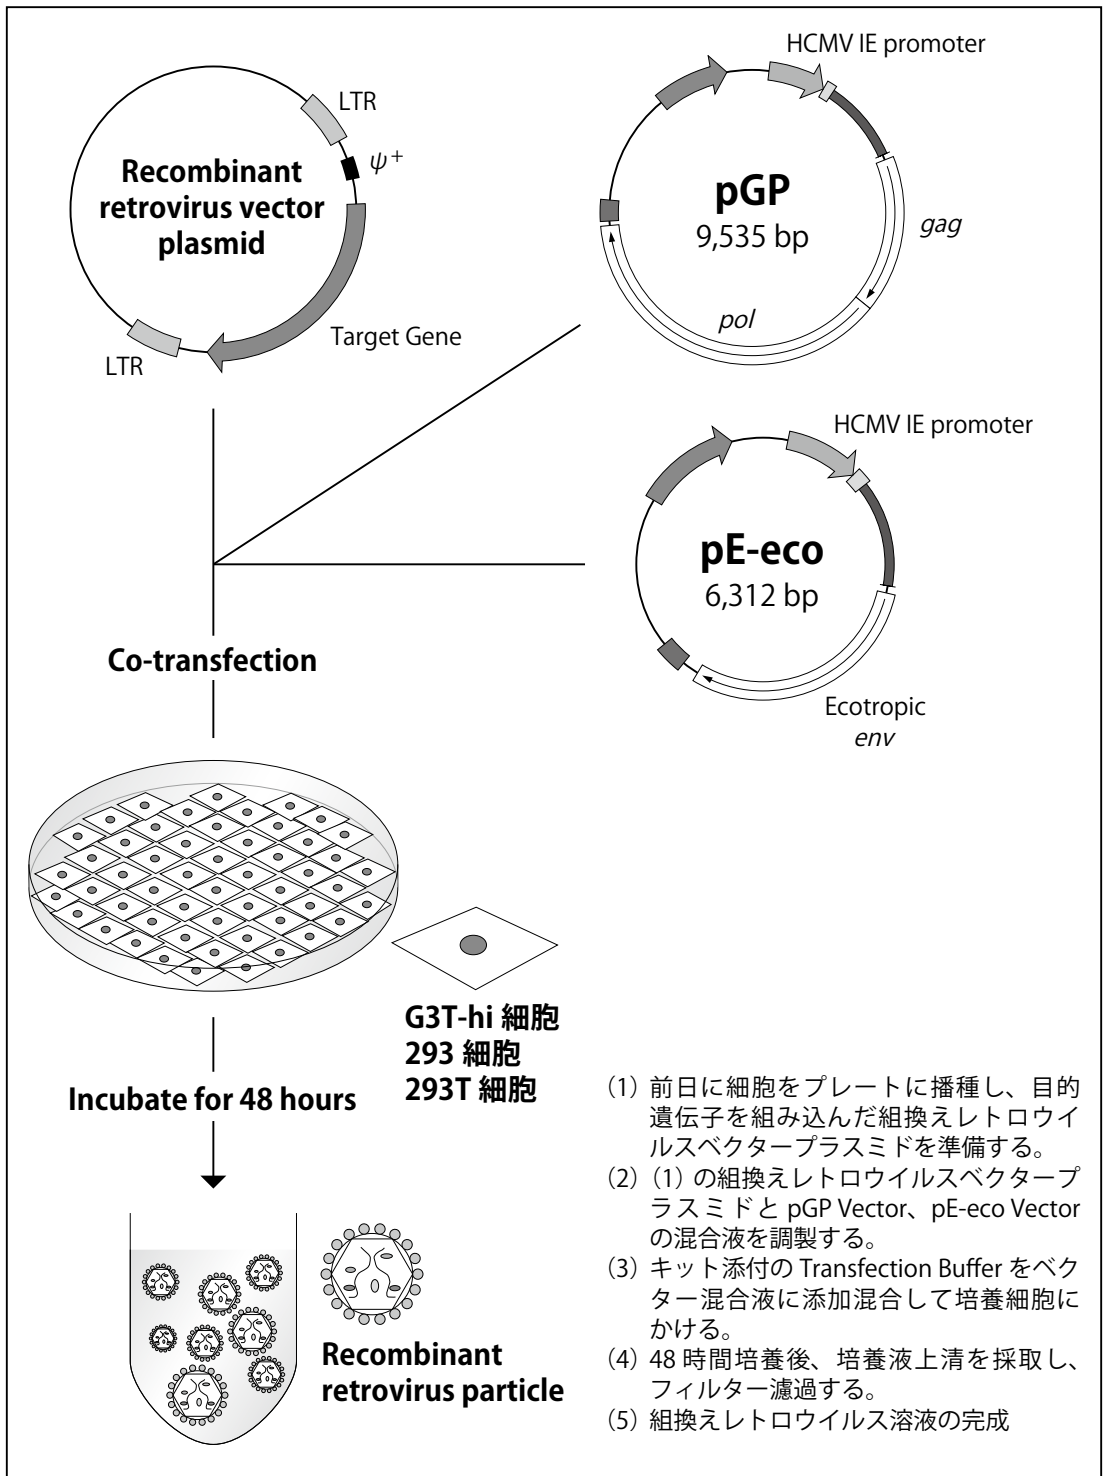 HCMV IE promoter
LTR
ψ+
Recombinant
retrovirus vector
plasmid
pGP
9,535 bp
gag
pol
Target Gene
LTR
HCMV IE promoter
pE-eco
6,312 bp
Co-transfection
Ecotropic
env
G3T-hi 細胞
293 細胞
293T 細胞
Incubate for 48 hours
(1) 前日に細胞をプレートに播種し、目的
遺伝子を組み込んだ組換えレトロウイ
ルスベクタープラスミドを準備する。
(2) (1) の組換えレトロウイルスベクタープ
ラスミドと pGP Vector、pE-eco Vector
の混合液を調製する。
(3) キット添付の Transfection Buffer をベク
ター混合液に添加混合して培養細胞に
かける。
(4) 48 時間培養後、培養液上清を採取し、
フィルター濾過する。
(5) 組換えレトロウイルス溶液の完成
Recombinant
retrovirus particle